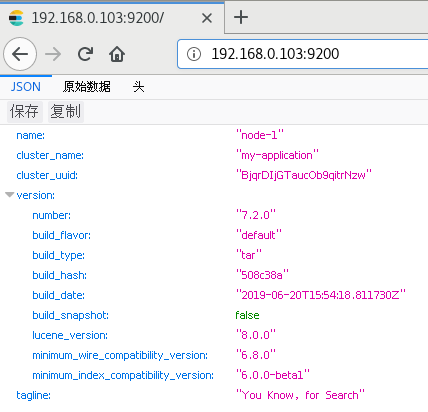 192.168.0.103:9200/
192.168.0.103:9200
JSON 原始数据 头
保存 复制
name: "node-1"
cluster_name: "my-application"
cluster_uuid: "BjqrDIjGTaucOb9qitrNzw"
version:
number: "7.2.0"
build_flavor: "default"
build_type: "tar"
build_hash: "508c38a"
build_date: "2019-06-20T15:54:18.811730Z"
build_snapshot: false
lucene_version: "8.0.0"
minimum_wire_compatibility_version: "6.8.0"
minimum_index_compatibility_version: "6.0.0-beta1"
tagline: "You Know, for Search"